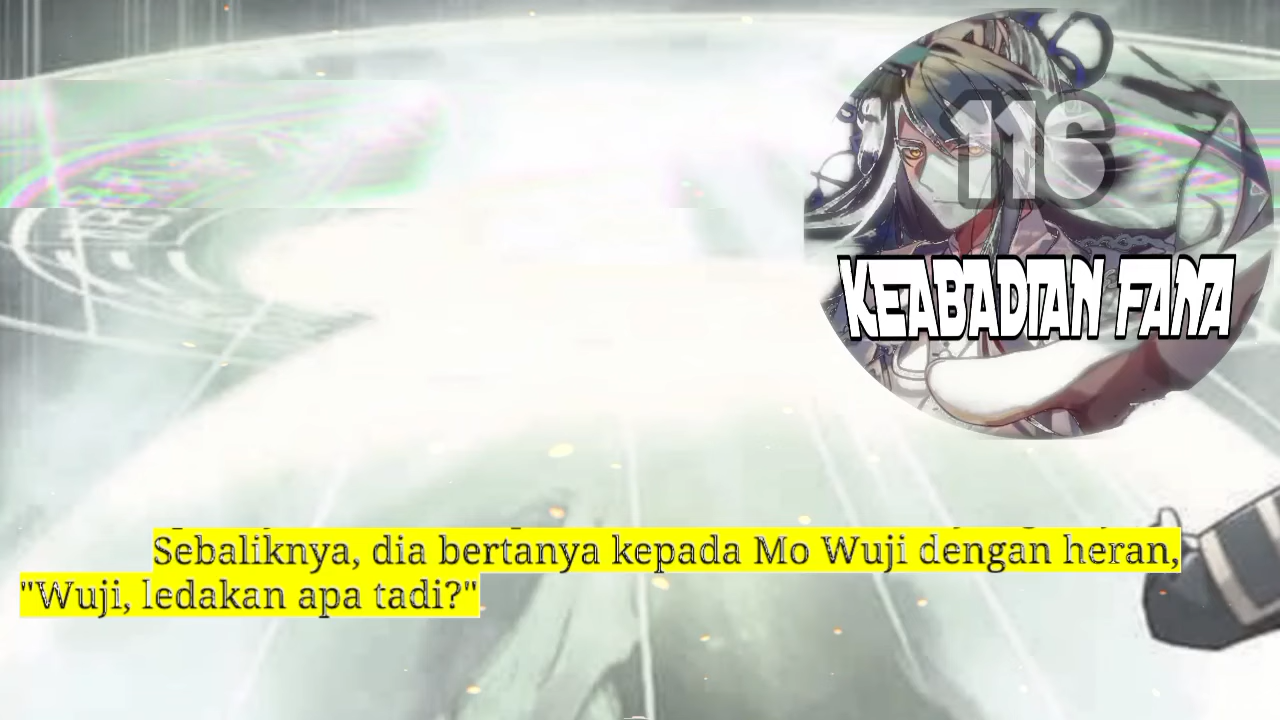 116
KEABADIAN FANA
Sebaliknya, dia bertanya kepada Mo Wuji dengan heran,
"Wuji, ledakan apa tadi?"